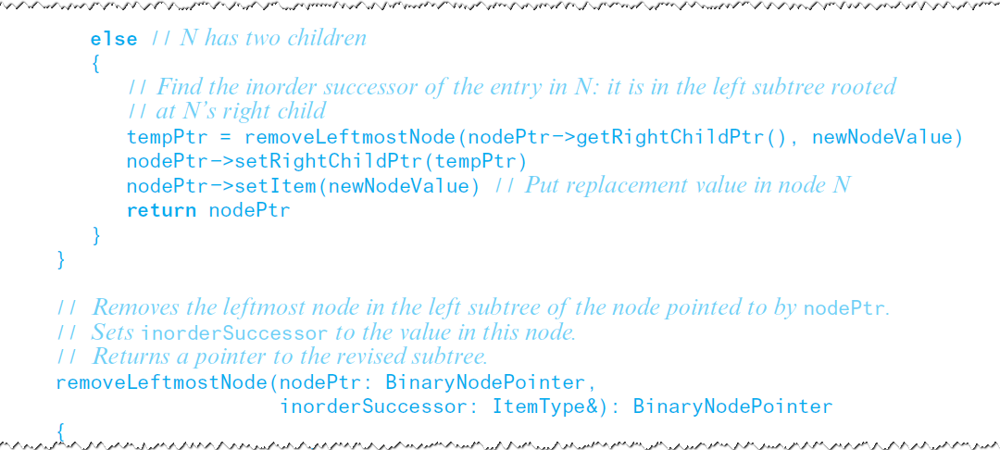 else // N has two children
{
// Find the inorder successor of the entry in N: it is in the left subtree rooted
// at N’s right child
tempPtr = removeLeftmostNode(nodePtr->getRightChildPtr(), newNodeValue)
nodePtr->setRightChildPtr(tempPtr)
nodePtr->setItem(newNodeValue) // Put replacement value in node N
return nodePtr
}
}
// Removes the leftmost node in the left subtree of the node pointed to by nodePtr.
// Sets inorderSuccessor to the value in this node.
// Returns a pointer to the revised subtree.
removeLeftmostNode(nodePtr: BinaryNodePointer,
inorderSuccessor: ItemType&): BinaryNodePointer
{